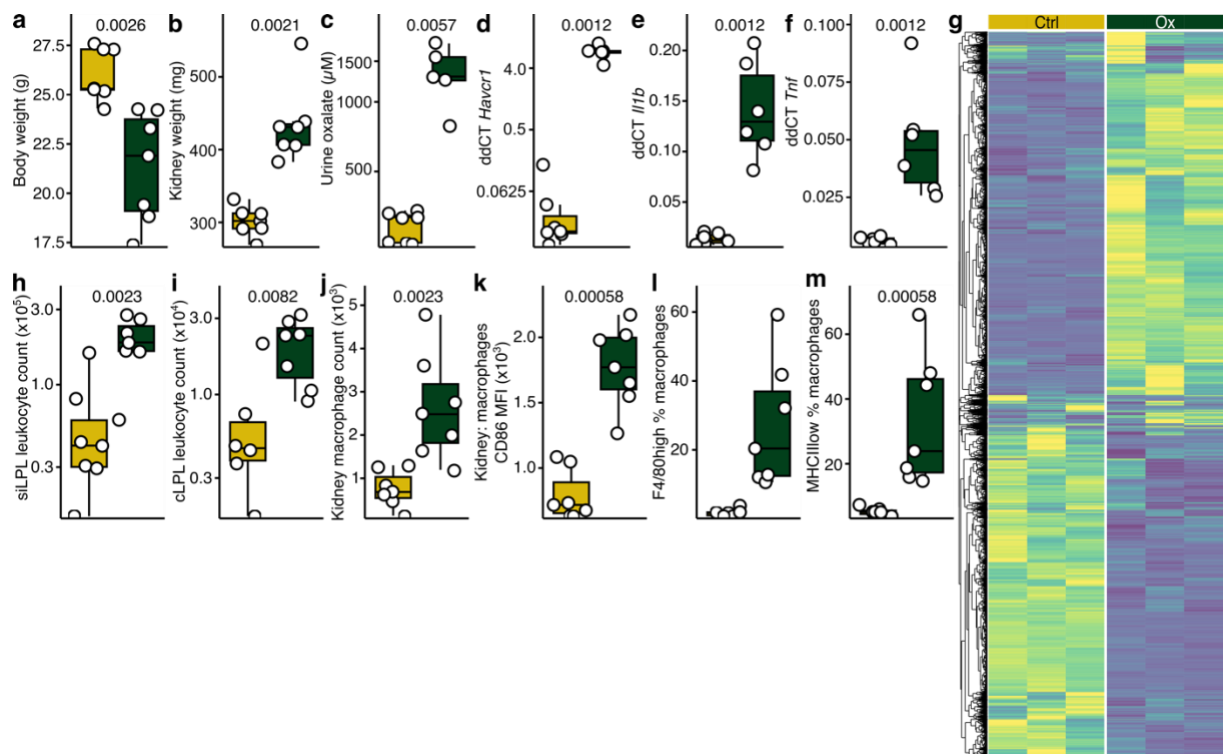 a
0.0026
Body weight (g)
27.5
25.0
22.5
20.0
17.5
b
0.0021
Kidney weight (mg)
500
400
300
c
0.0057
Urine oxalate (µM)
1500
1000
500
d
0.0012
ddCT Havcr1
4.0
0.5
0.0625
e
0.0012
ddCT Il1b
0.20
0.15
0.10
0.05
f
0.0012
ddCT Tnf
0.100
0.075
0.050
0.025
g
Ctrl
Ox
h
0.0023
siLPL leukocyte count (x10⁵)
3.0
1.0
0.3
i
0.0082
cLPL leukocyte count (x10⁴)
3.0
1.0
0.3
j
0.0023
Kidney macrophage count (x10³)
5
4
3
2
1
k
0.00058
Kidney: macrophages
CD86 MFI (x10³)
2.0
1.5
1.0
l
F4/80high % macrophages
60
40
20
m
0.00058
MHCIIlow % macrophages
60
40
20